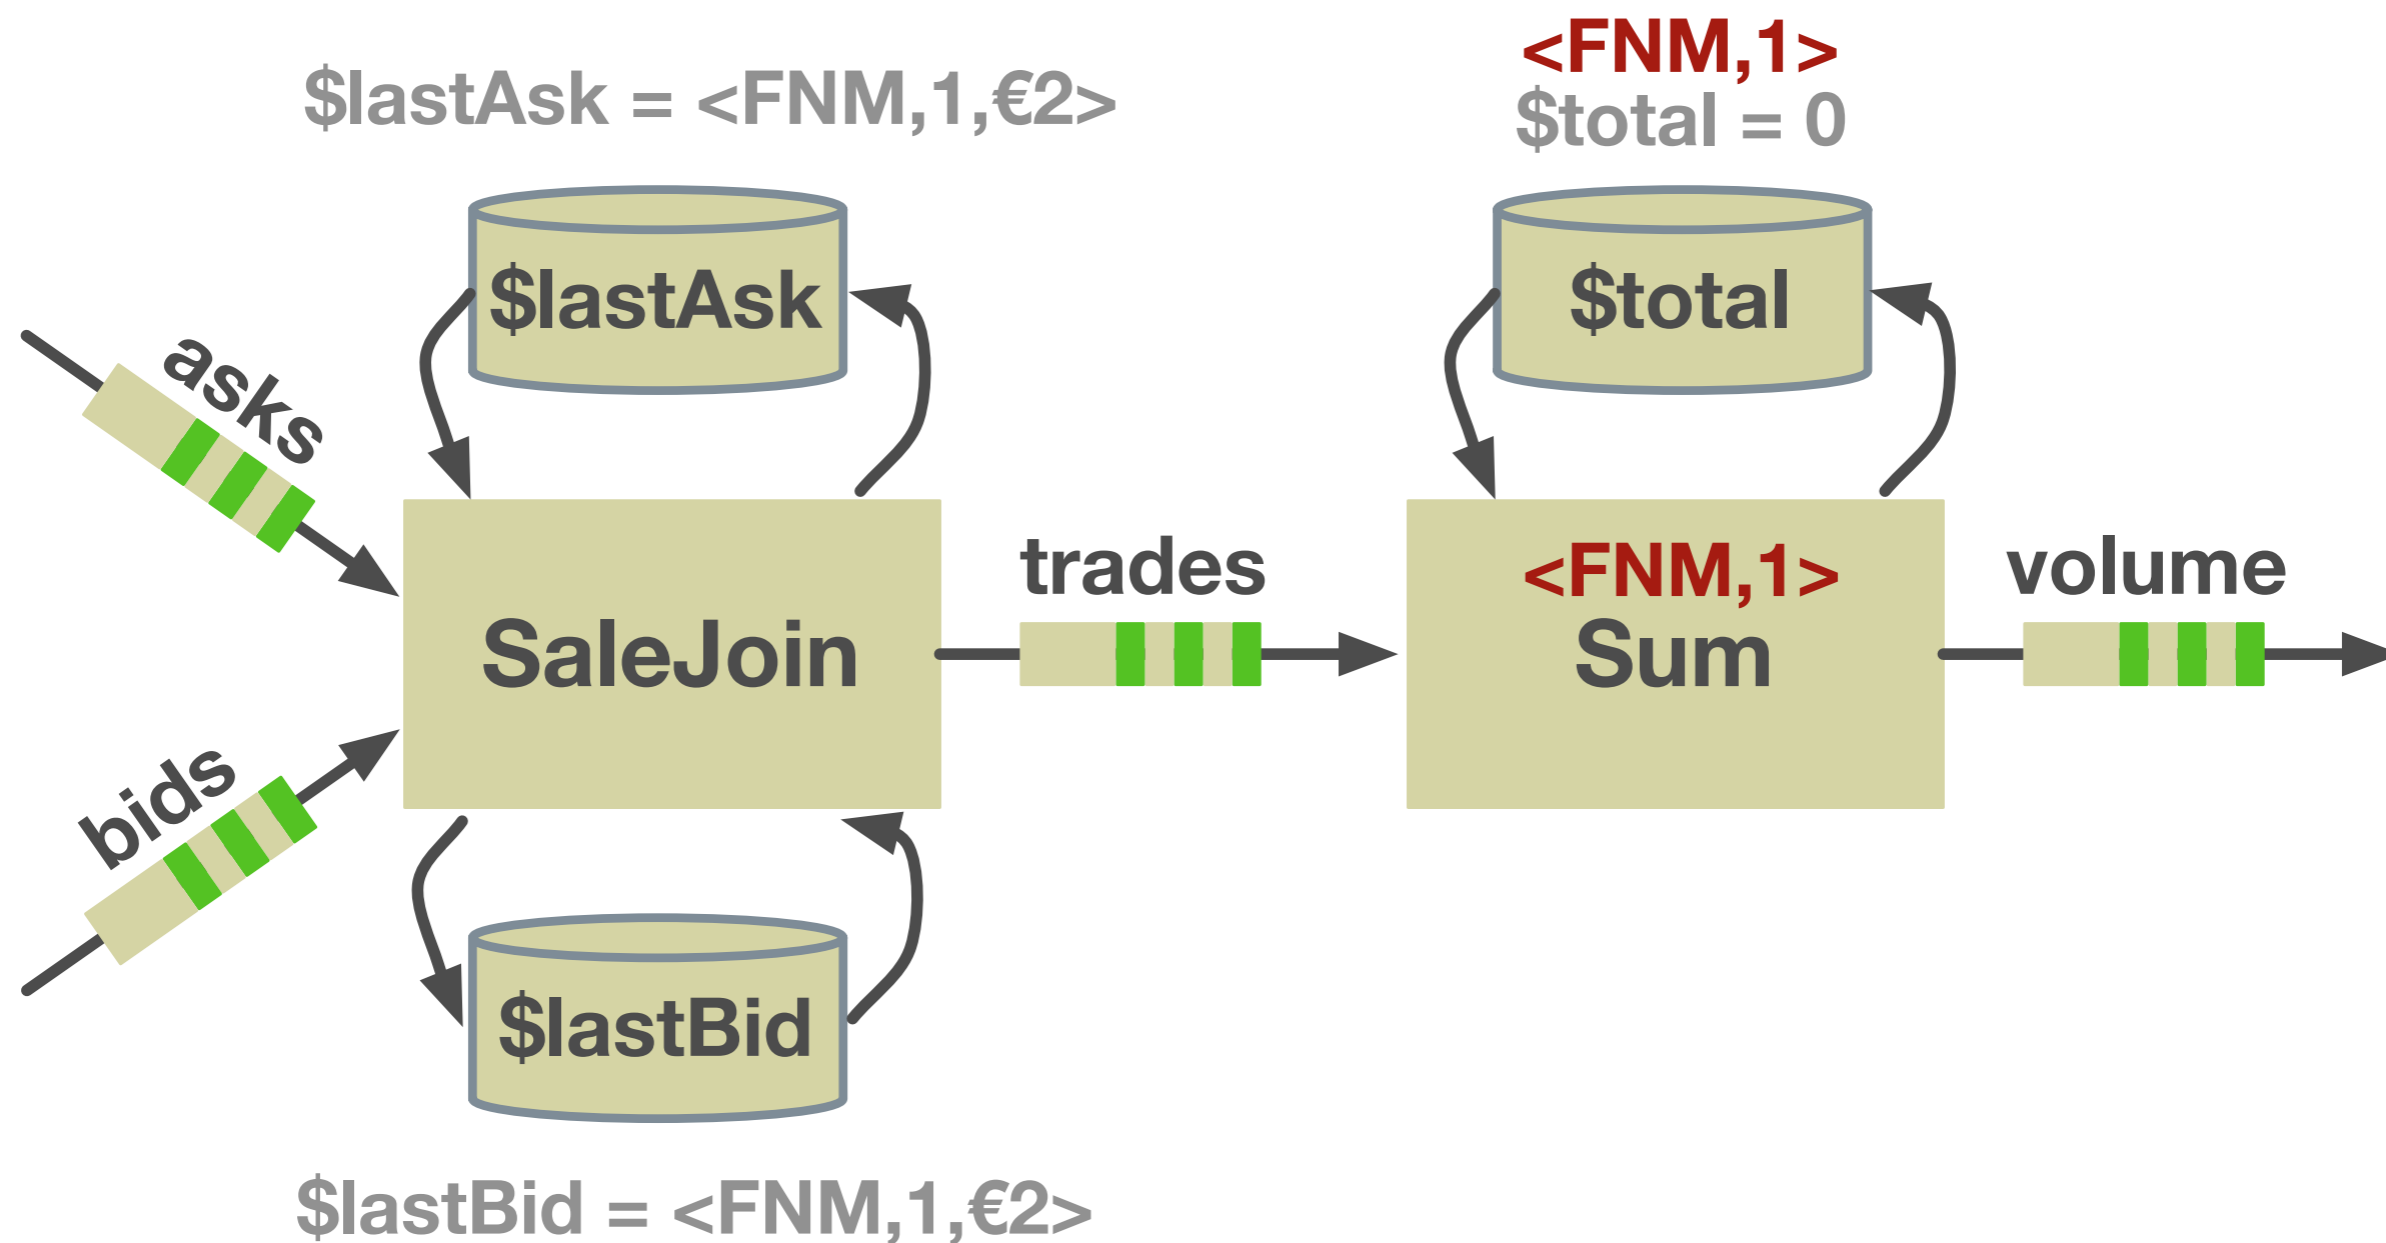 <FNM,1>
$lastAsk = <FNM,1,€2>
$total = 0
$lastAsk
$total
asks
SaleJoin
trades
<FNM,1>
Sum
volume
bids
$lastBid
$lastBid = <FNM,1,€2>